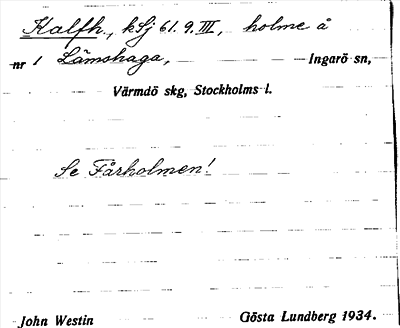 Kalfh., kSj 61.9.III, holme å
nr 1 Lämshaga, Ingarö sn,
Värmdö skg, Stockholms l.
Se Fårholmen!
John Westin Gösta Lundberg 1934.